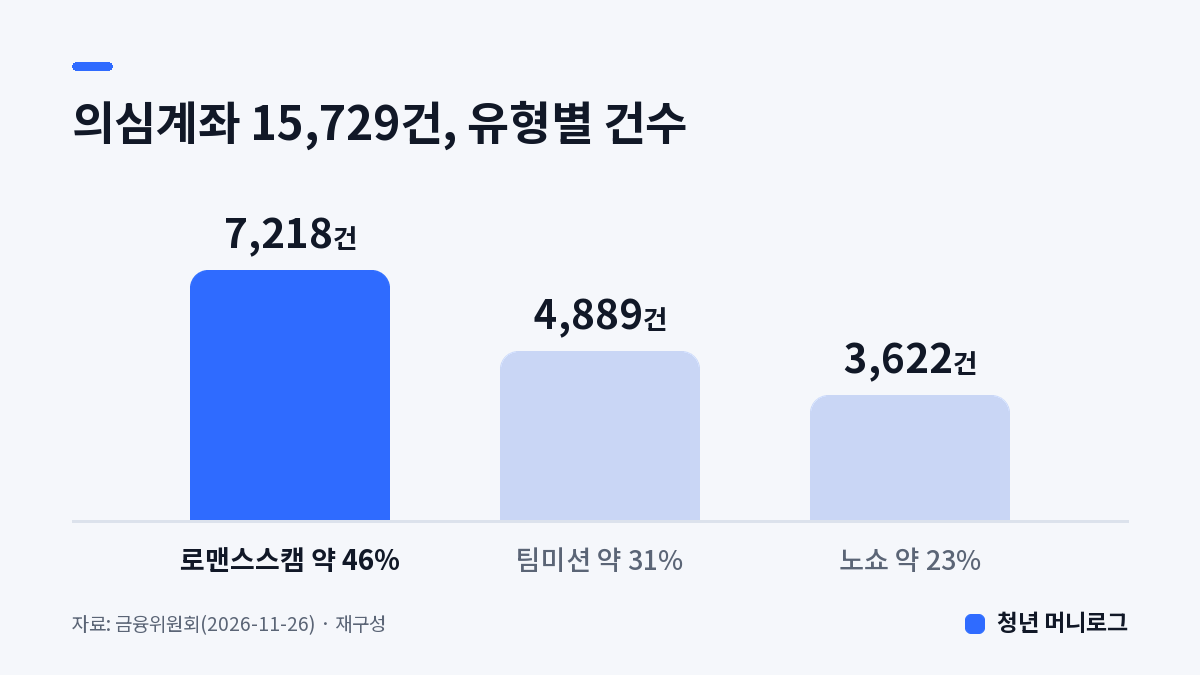 의심계좌 15,729건, 유형별 건수
7,218건
4,889건
3,622건
로맨스스캠 약 46%
팀미션 약 31%
노쇼 약 23%
자료: 금융위원회(2026-11-26) · 재구성
청년 머니로그